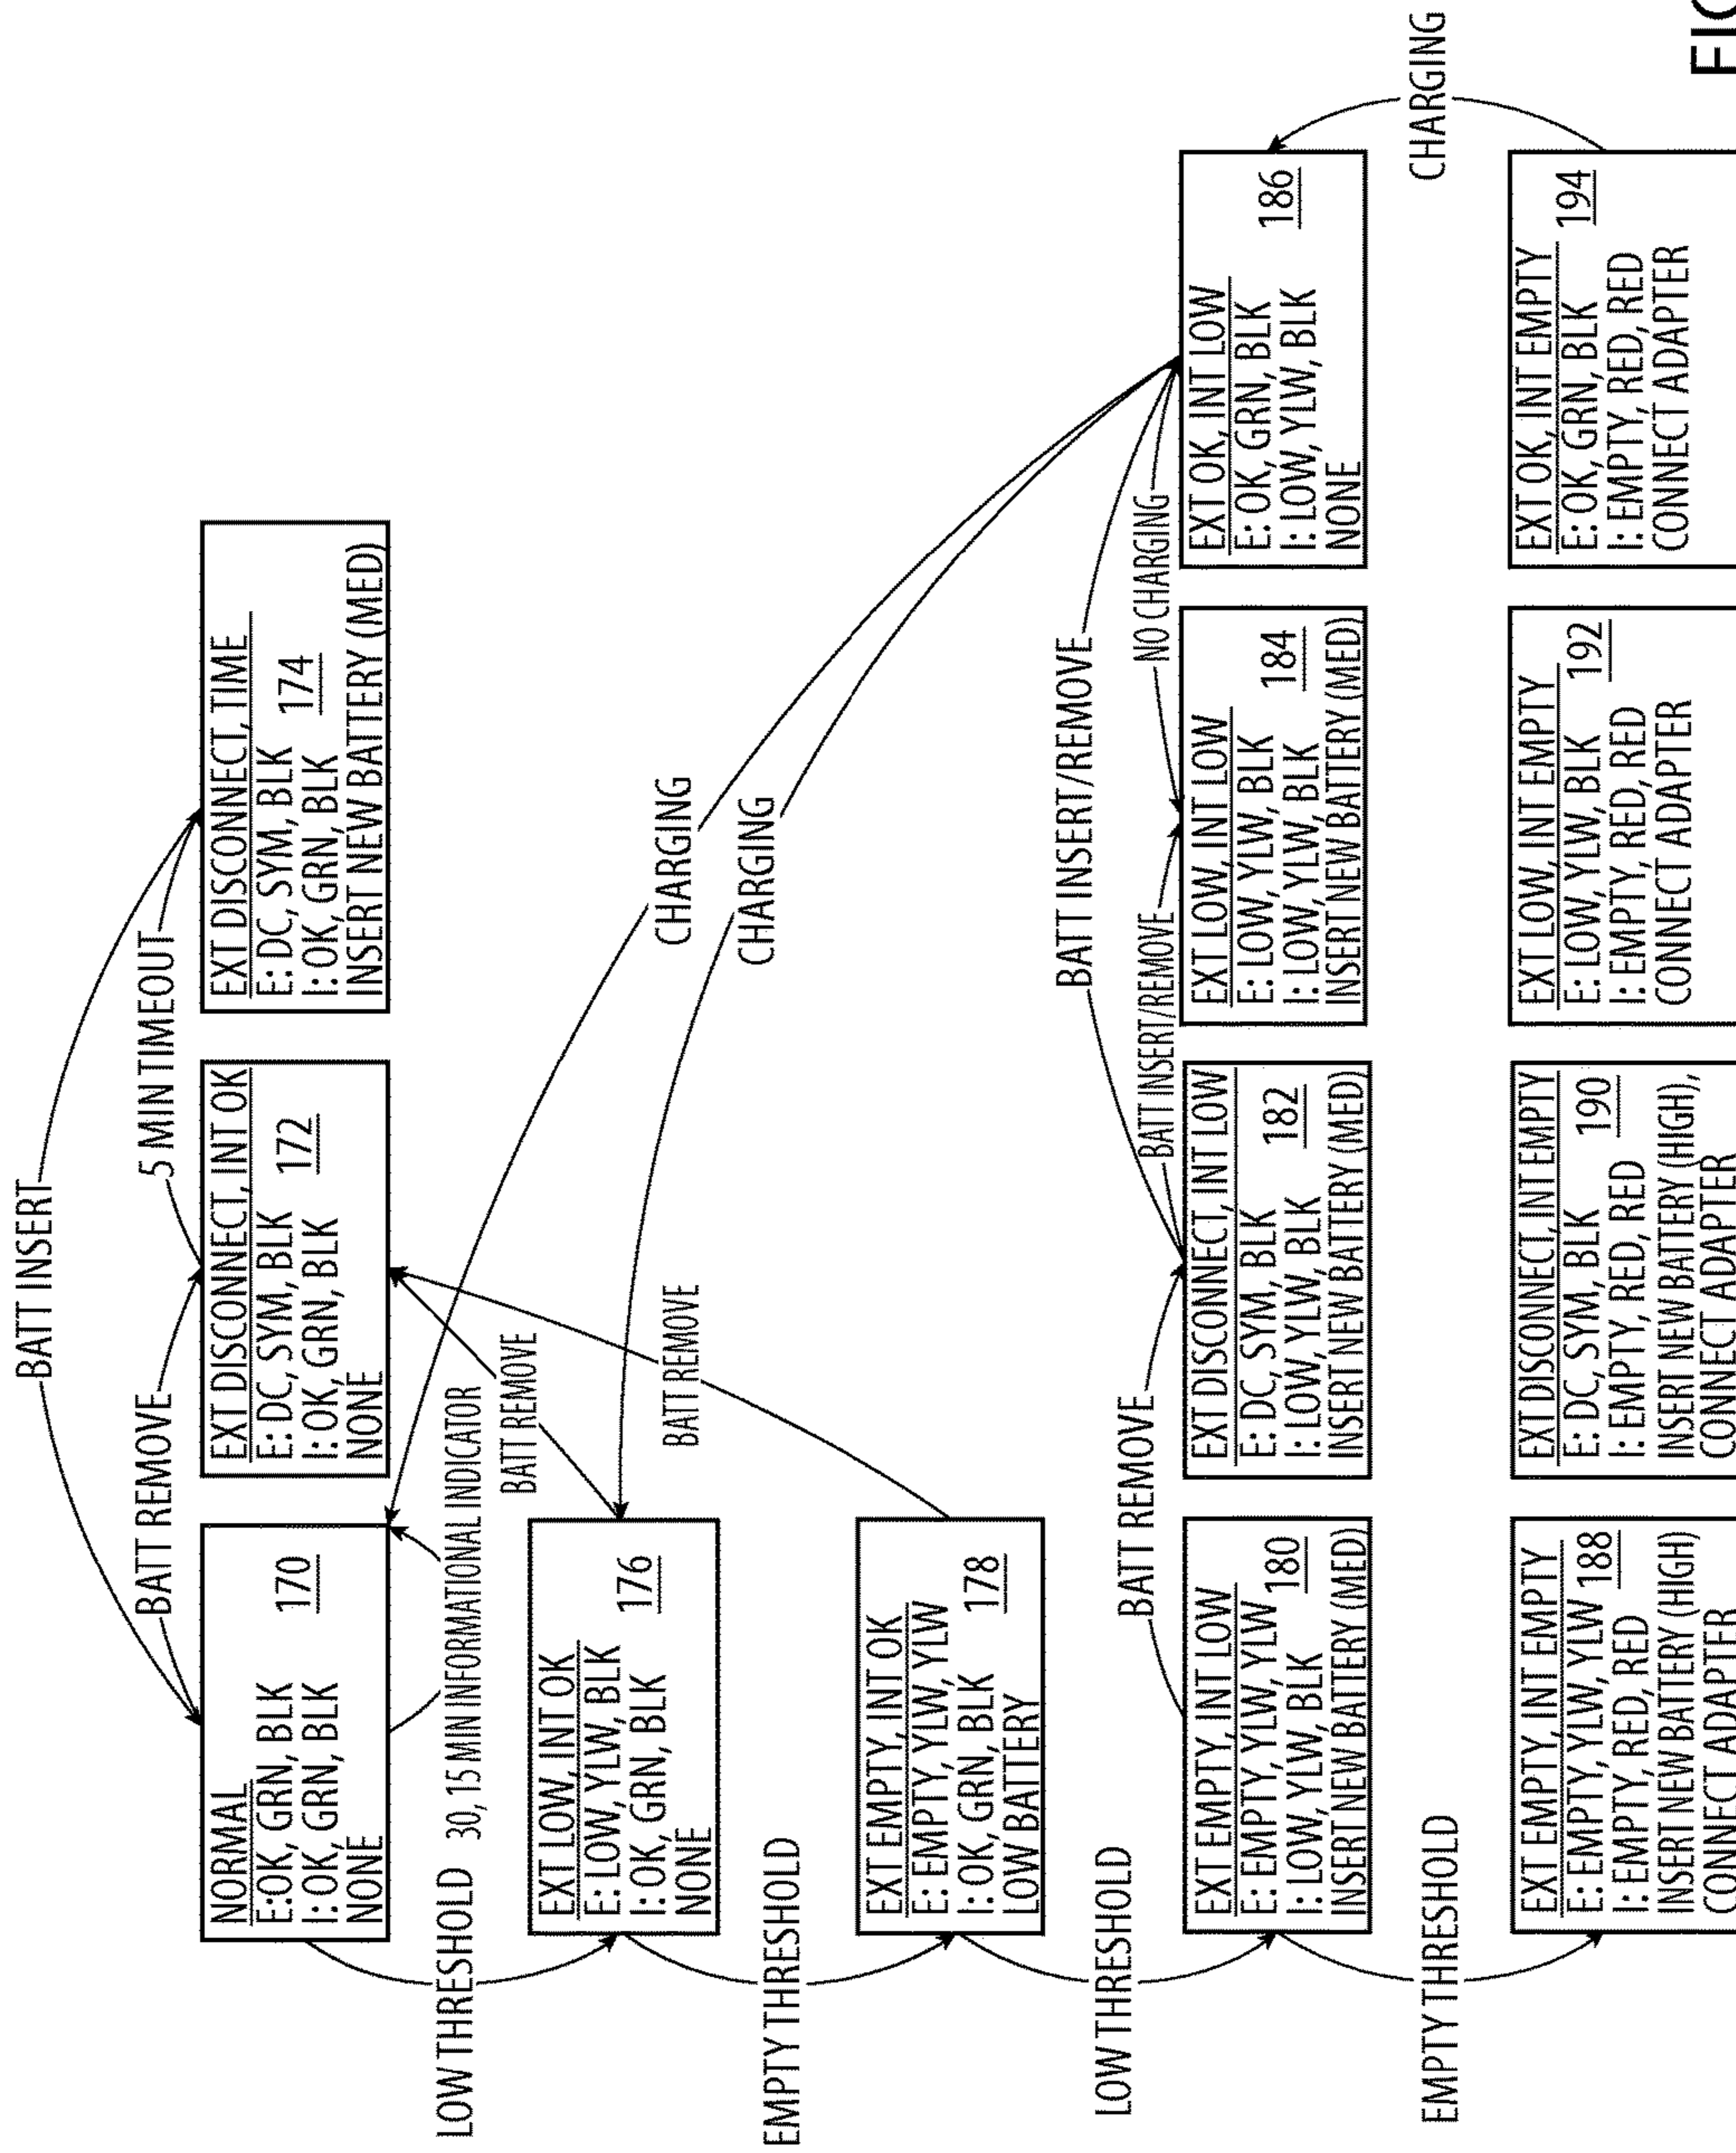 BATT INSERT
BATT REMOVE
5 MIN TIMEOUT
NORMAL
E:OK, GRN, BLK
I: OK, GRN, BLK
NONE
170
EXT DISCONNECT, INT OK
E: DC, SYM, BLK
I: OK, GRN, BLK
NONE
172
EXT DISCONNECT, TIME
E: DC, SYM, BLK
I: OK, GRN, BLK
INSERT NEW BATTERY (MED)
174
LOW THRESHOLD
30, 15 MIN INFORMATIONAL INDICATOR
BATT REMOVE
BATT REMOVE
CHARGING
CHARGING
EXT LOW, INT OK
E: LOW, YLW, BLK
I: OK, GRN, BLK
NONE
176
EMPTY THRESHOLD
EXT EMPTY, INT OK
E: EMPTY, YLW, YLW
I: OK, GRN, BLK
LOW BATTERY
178
LOW THRESHOLD
BATT REMOVE
BATT INSERT/REMOVE
BATT INSERT/REMOVE
NO CHARGING
EXT EMPTY, INT LOW
E: EMPTY, YLW, YLW
I: LOW, YLW, BLK
INSERT NEW BATTERY (MED)
180
EXT DISCONNECT, INT LOW
E: DC, SYM, BLK
I: LOW, YLW, BLK
INSERT NEW BATTERY (MED)
182
EXT LOW, INT LOW
E: LOW, YLW, BLK
I: LOW, YLW, BLK
INSERT NEW BATTERY (MED)
184
EXT OK, INT LOW
E: OK, GRN, BLK
I: LOW, YLW, BLK
NONE
186
EMPTY THRESHOLD
CHARGING
EXT EMPTY, INT EMPTY
E: EMPTY, YLW, YLW
I: EMPTY, RED, RED
INSERT NEW BATTERY (HIGH)
CONNECT ADAPTER
188
EXT DISCONNECT, INT EMPTY
E: DC, SYM, BLK
I: EMPTY, RED, RED
INSERT NEW BATTERY (HIGH),
CONNECT ADAPTER
190
EXT LOW, INT EMPTY
E: LOW, YLW, BLK
I: EMPTY, RED, RED
CONNECT ADAPTER
192
EXT OK, INT EMPTY
E: OK, GRN, BLK
I: EMPTY, RED, RED
CONNECT ADAPTER
194